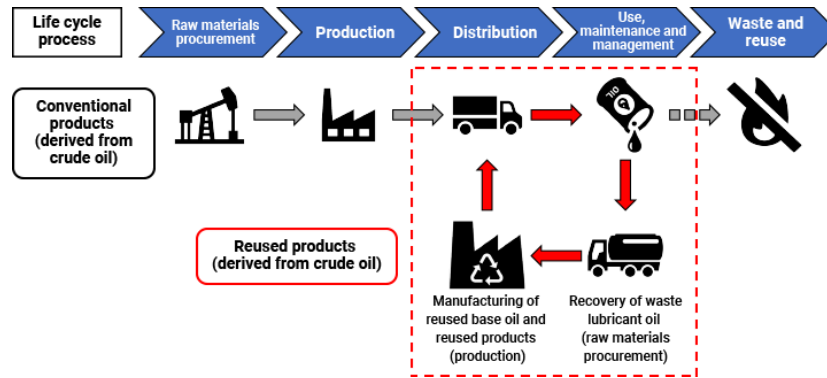 Life cycle
process
Raw materials
procurement
Production
Distribution
Use,
maintenance and
management
Waste and
reuse
Conventional
products
(derived from
crude oil)
OIL
Reused products
(derived from crude oil)
Manufacturing of
reused base oil and
reused products
(production)
Recovery of waste
lubricant oil
(raw materials
procurement)